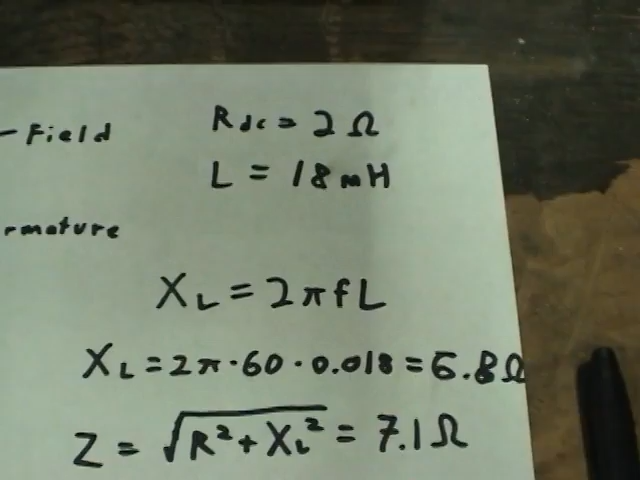 -Field
Rdc = 2 Ω
L = 18 mH
rmature
XL = 2πfL
XL = 2π·60·0.018 = 6.8Ω
Z = √R²+XL² = 7.1Ω